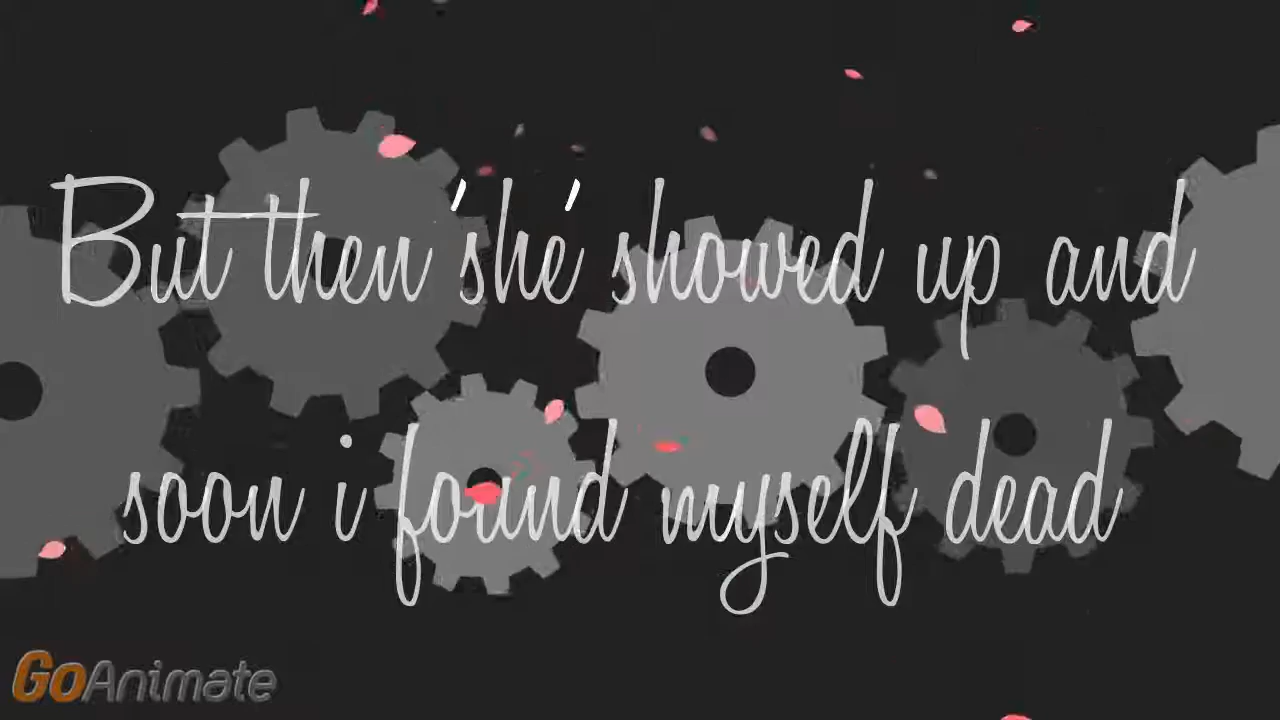 But then 'she' showed up and
soon i found myself dead
GoAnimate